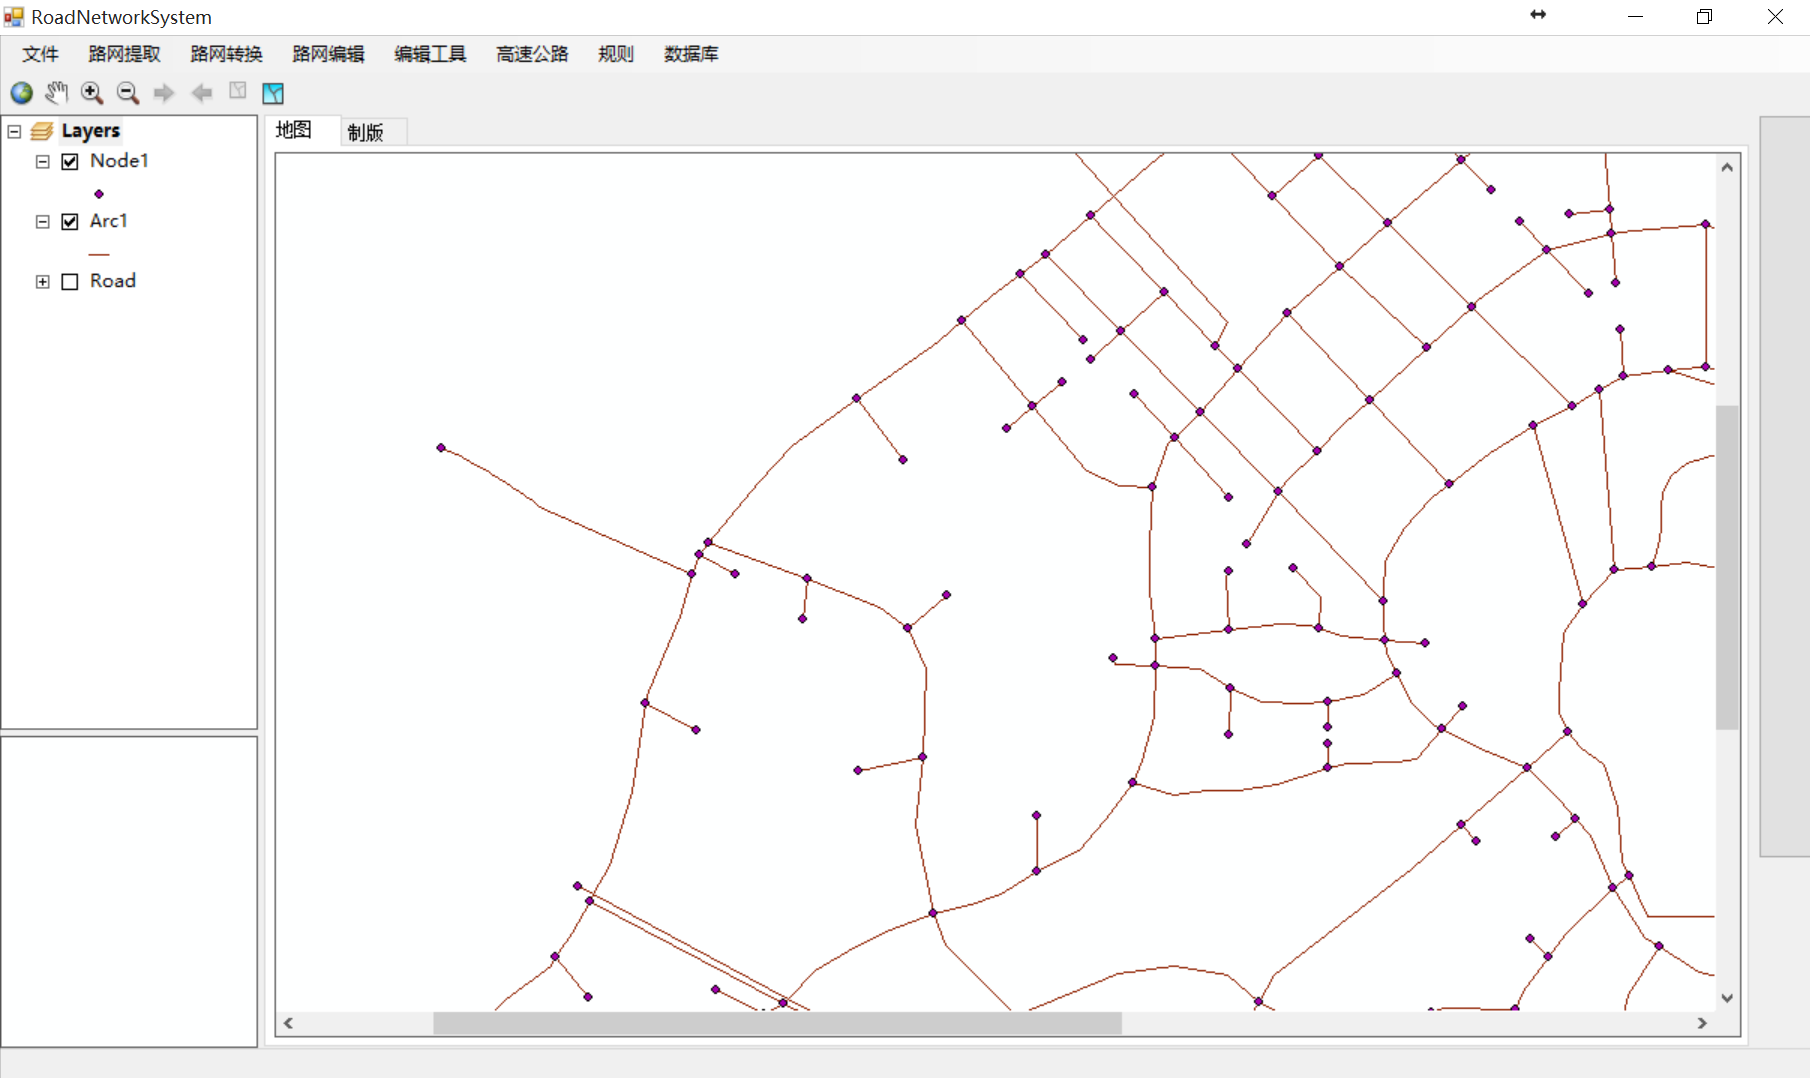 RoadNetworkSystem
文件 路网提取 路网转换 路网编辑 编辑工具 高速公路 规则 数据库
Layers
Node1
Arc1
Road
地图 制版